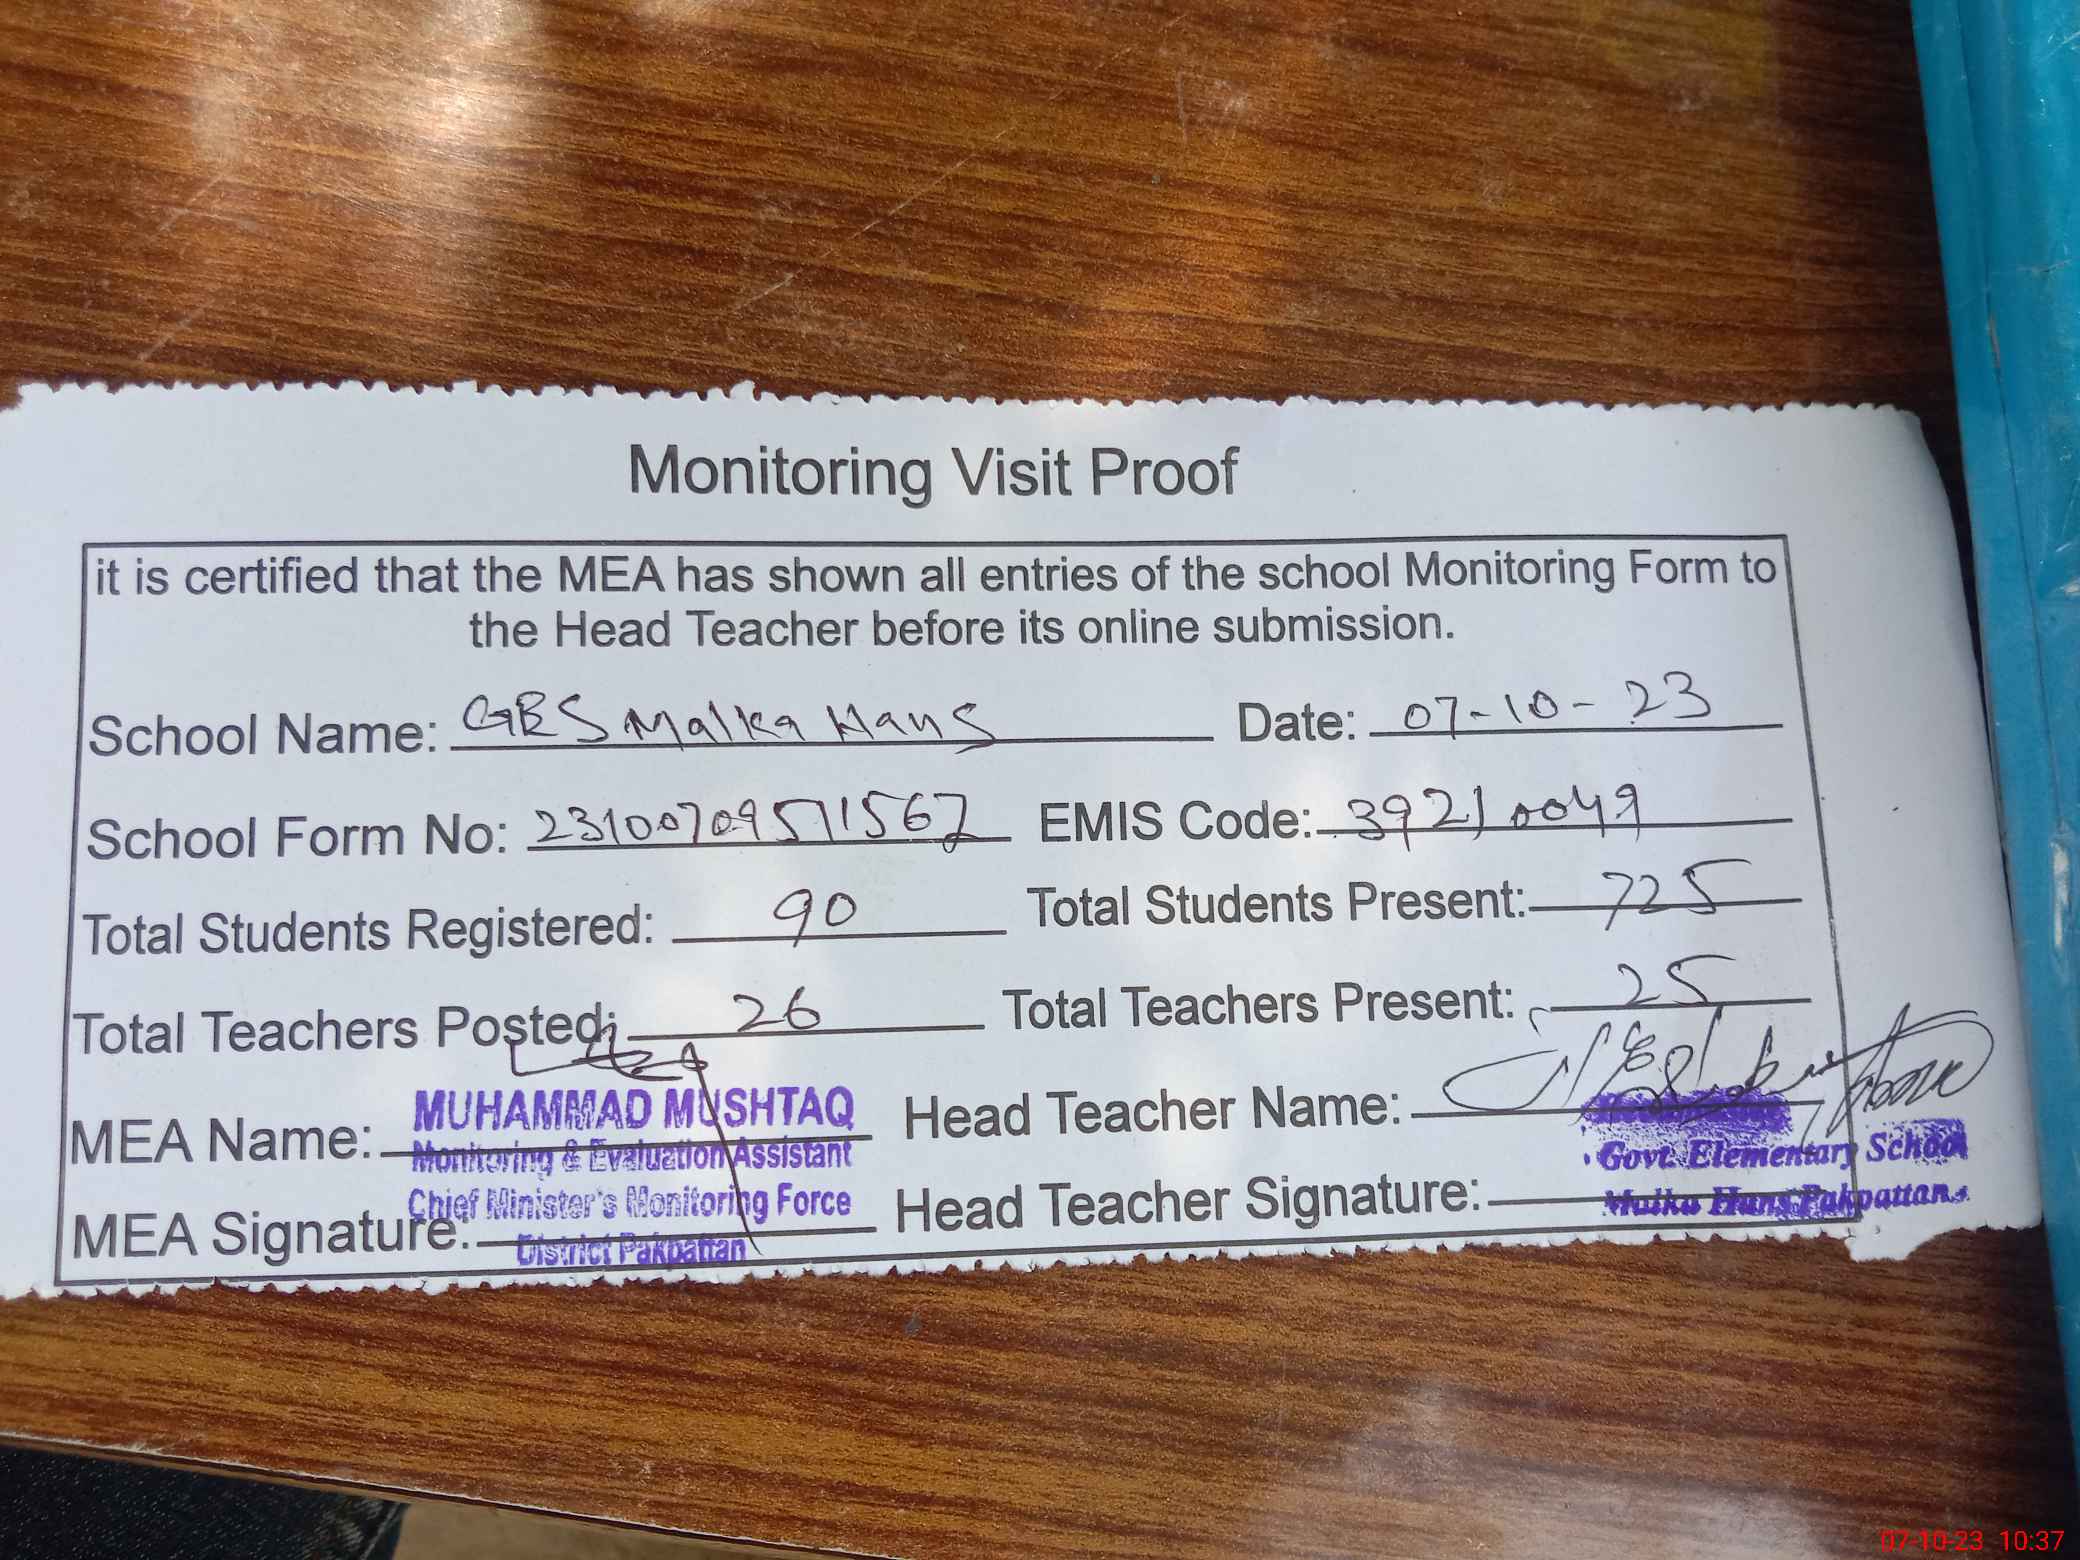 Monitoring Visit Proof
it is certified that the MEA has shown all entries of the school Monitoring Form to
the Head Teacher before its online submission.
School Name: GES Malka Hans Date: 07-10-23
School Form No: 23100709511567 EMIS Code: 39210049
Total Students Registered: 90 Total Students Present: 725
Total Teachers Posted: 26 Total Teachers Present: 25
MEA Name: MUHAMMAD MUSHTAQ Head Teacher Name:
Monitoring & Evaluation Assistant Govt. Elementary School
Chief Minister's Monitoring Force Malka Hans Pakpattan.
MEA Signature: Head Teacher Signature:
District Pakpattan
07-10-23 10:37